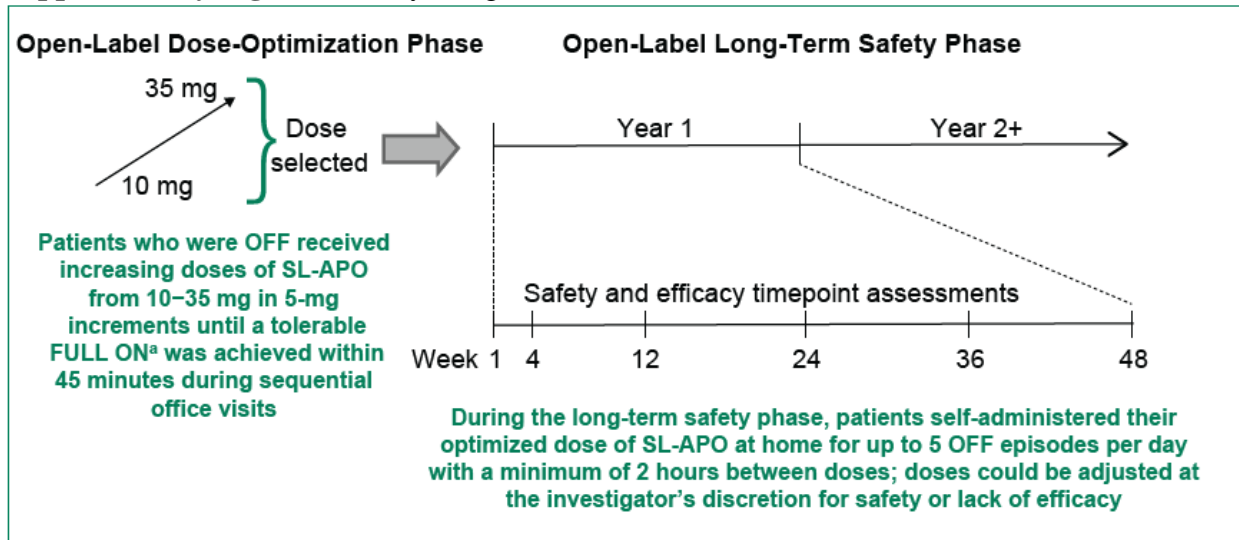 Open-Label Dose-Optimization Phase
Open-Label Long-Term Safety Phase
35 mg
10 mg
Dose
selected
Year 1
Year 2+
Patients who were OFF received
increasing doses of SL-APO
from 10−35 mg in 5-mg
increments until a tolerable
FULL ONᵃ was achieved within
45 minutes during sequential
office visits
Safety and efficacy timepoint assessments
Week 1 4 12 24 36 48
During the long-term safety phase, patients self-administered their
optimized dose of SL-APO at home for up to 5 OFF episodes per day
with a minimum of 2 hours between doses; doses could be adjusted at
the investigator’s discretion for safety or lack of efficacy